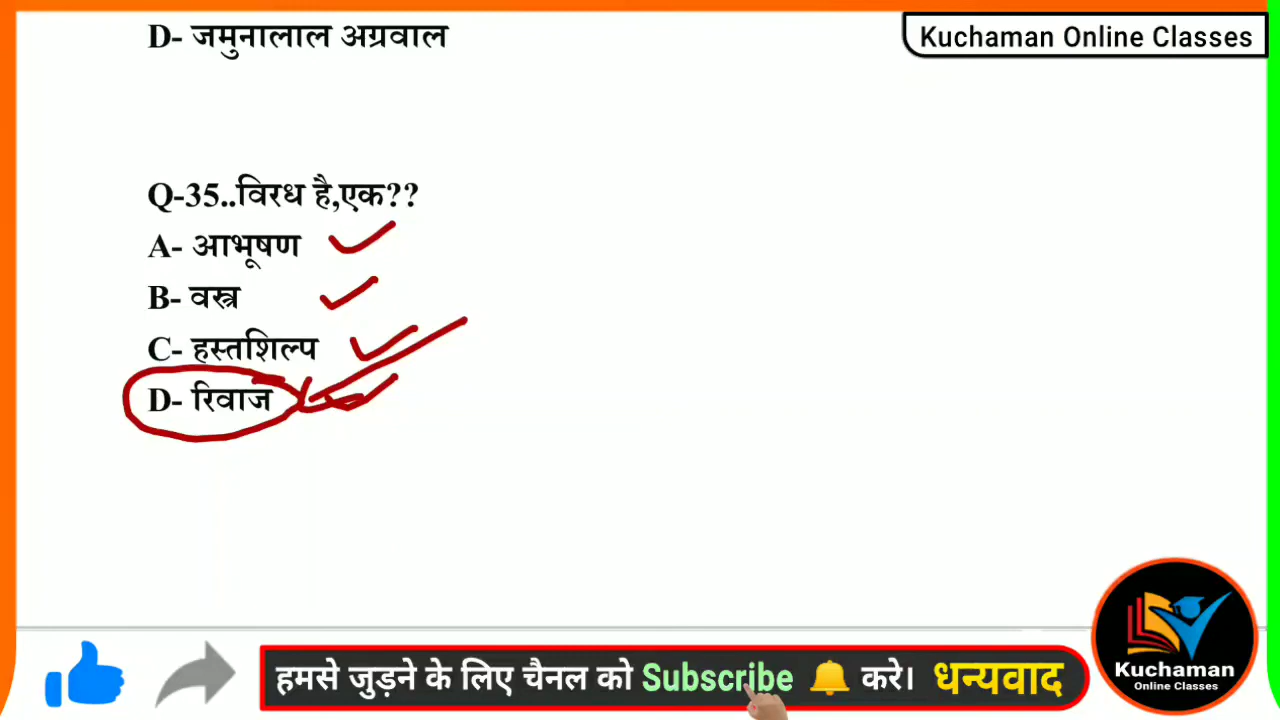 D- जमुनालाल अग्रवाल
Kuchaman Online Classes
Q-35..विरध है,एक??
A- आभूषण
B- वस्त्र
C- हस्तशिल्प
D- रिवाज
हमसे जुड़ने के लिए चैनल को Subscribe करे। धन्यवाद
Kuchaman
Online Classes